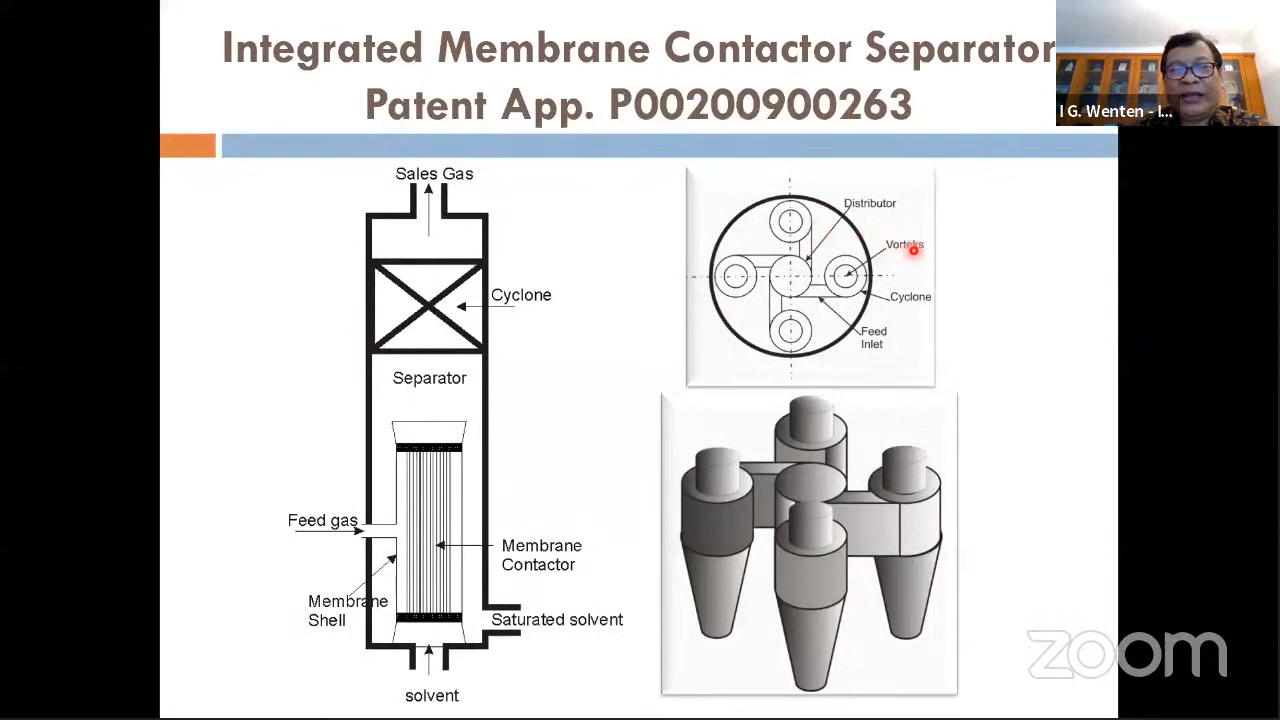 Integrated Membrane Contactor Separator
Patent App. P00200900263
I G. Wenten - I...
Sales Gas
Cyclone
Separator
Feed gas
Membrane
Contactor
Membrane
Shell
Saturated solvent
solvent
Distributor
Vorteks
Cyclone
Feed
Inlet
zoom